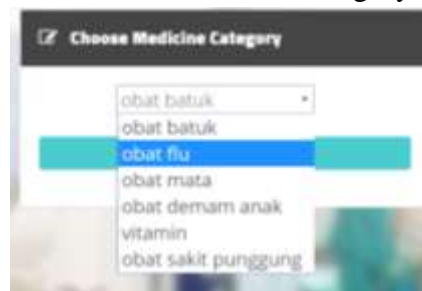 Choose Medicine Category
obat batuk
obat batuk
obat flu
obat mata
obat demam anak
vitamin
obat sakit punggung